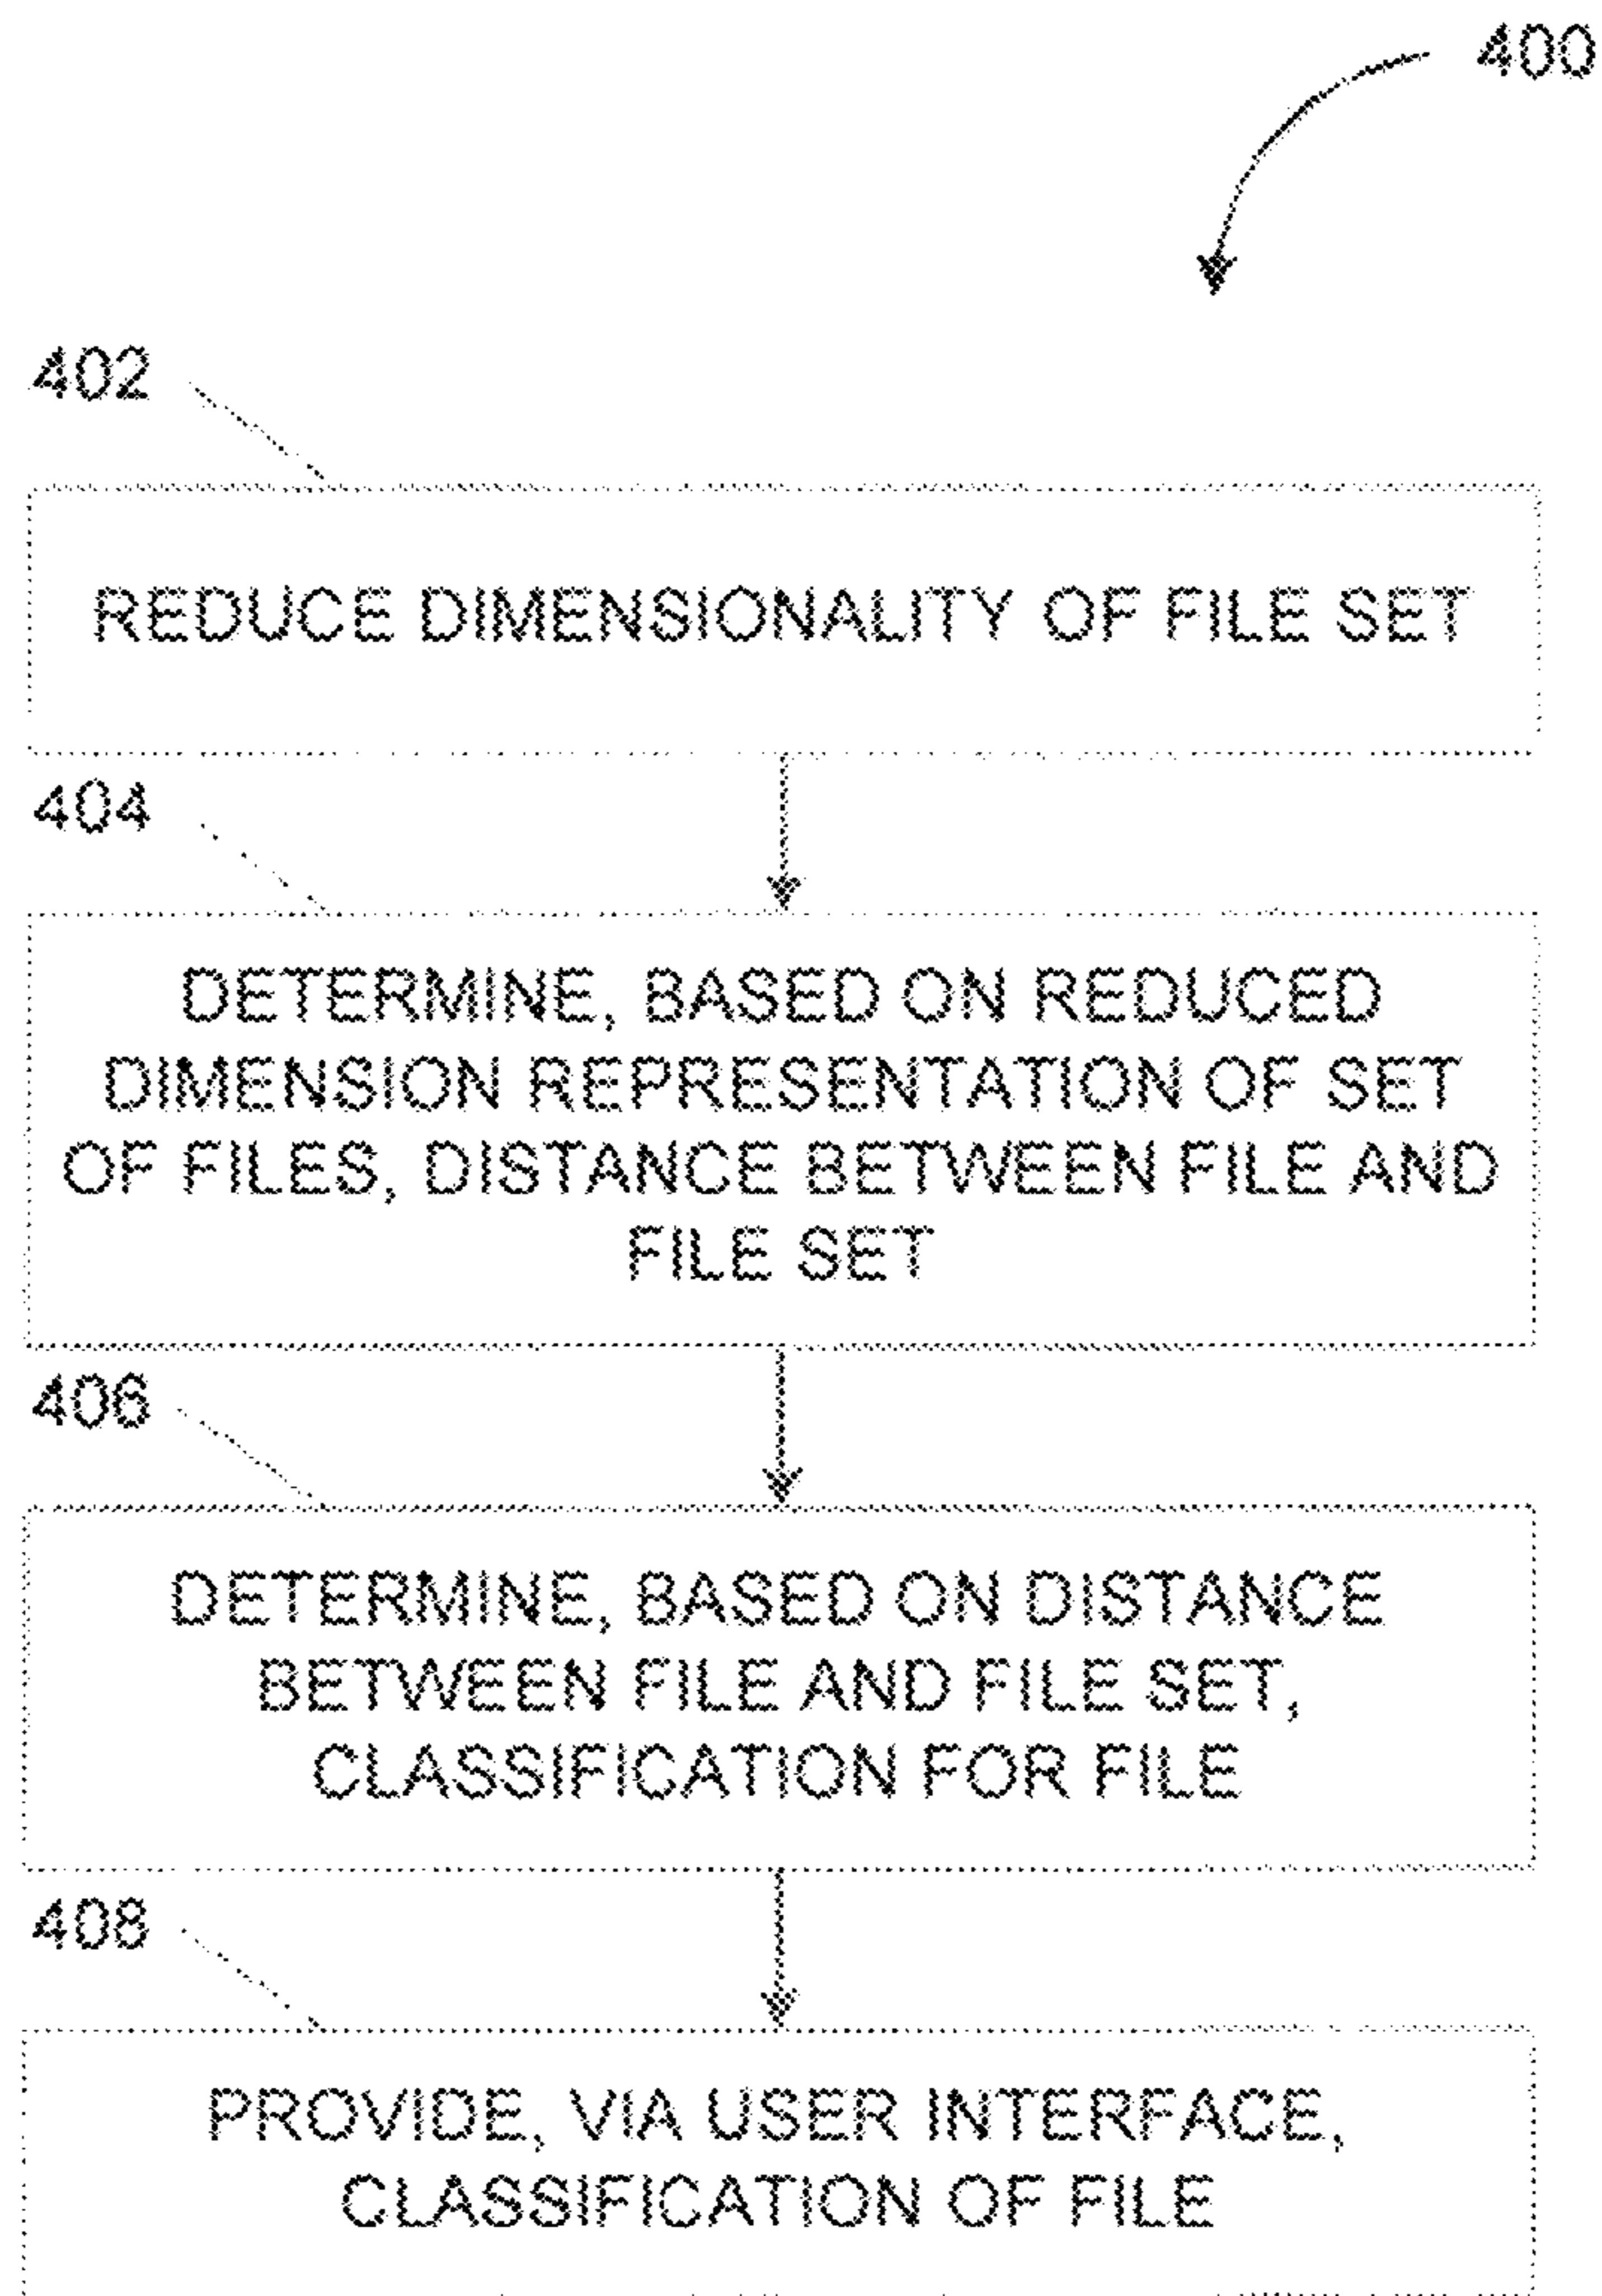 400
402
REDUCE DIMENSIONALITY OF FILE SET
404
DETERMINE, BASED ON REDUCED
DIMENSION REPRESENTATION OF SET
OF FILES, DISTANCE BETWEEN FILE AND
FILE SET
406
DETERMINE, BASED ON DISTANCE
BETWEEN FILE AND FILE SET,
CLASSIFICATION FOR FILE
408
PROVIDE, VIA USER INTERFACE,
CLASSIFICATION OF FILE